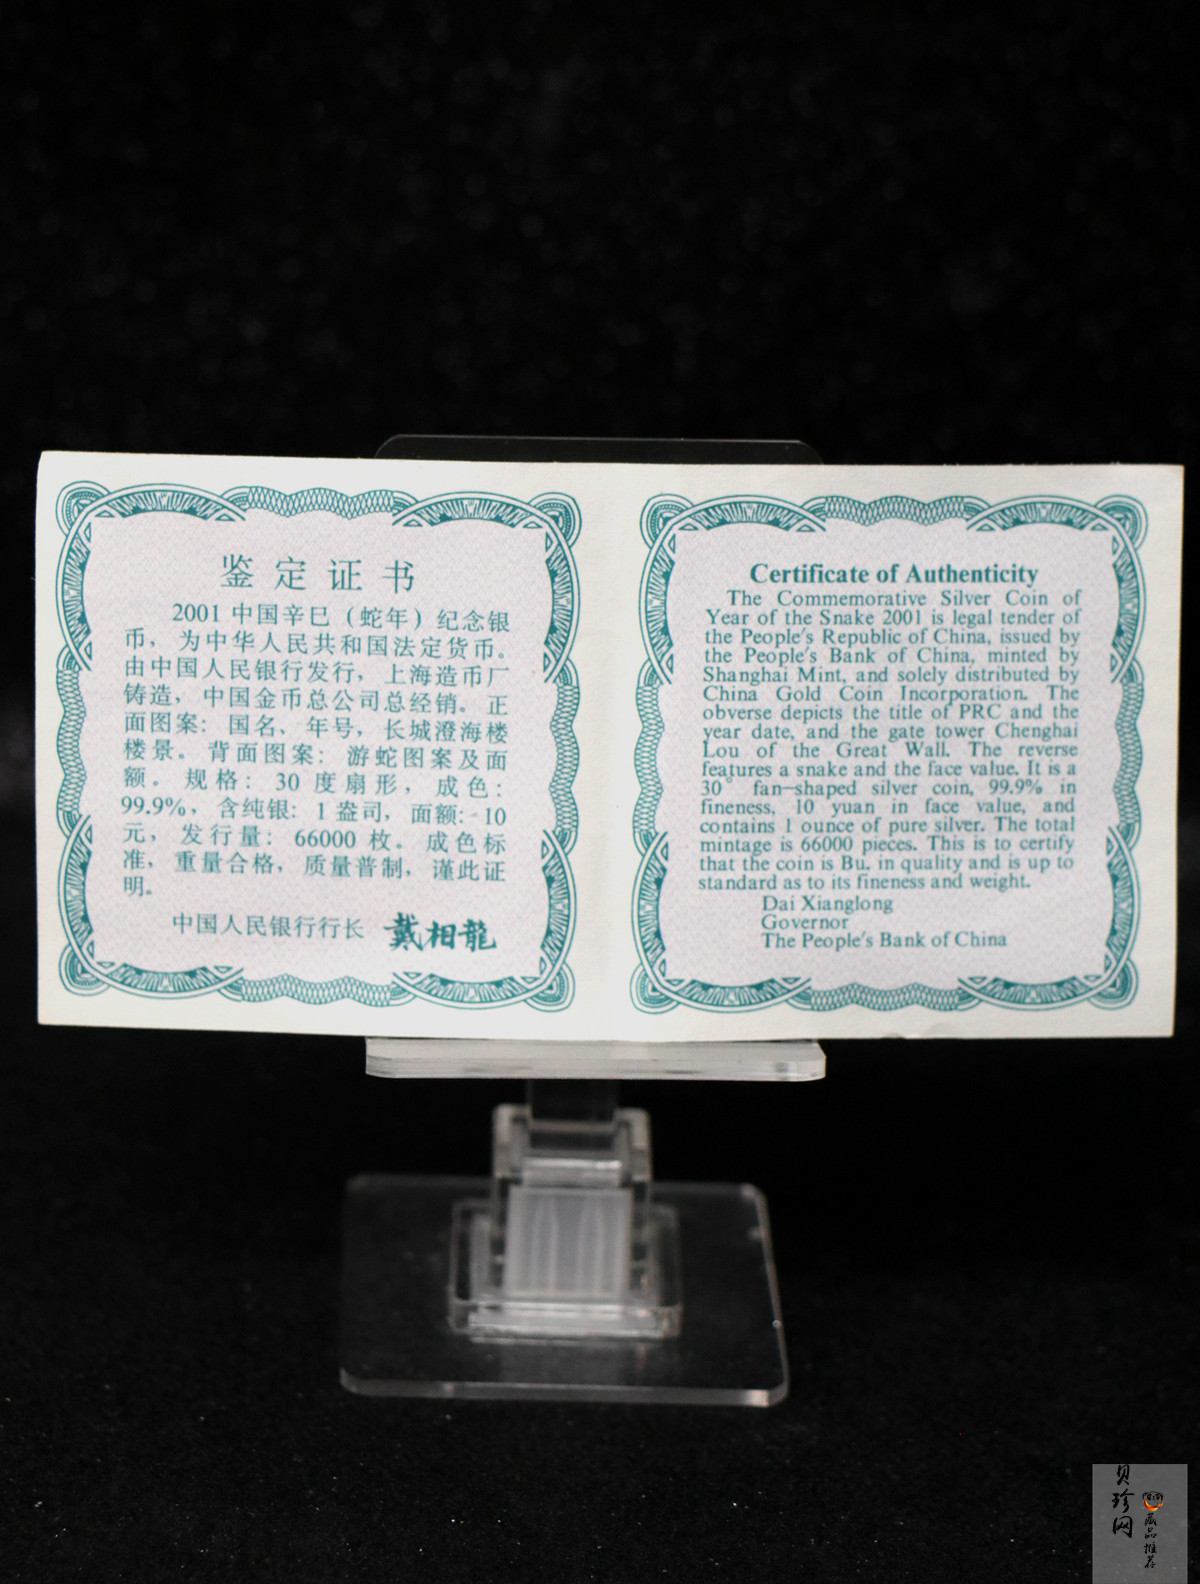 鉴定证书
2001 中国辛巳（蛇年）纪念银
币，为中华人民共和国法定货币。
由中国人民银行发行，上海造币厂
铸造，中国金币总公司总经销。正
面图案：国名、年号，长城澄海楼
楼景。背面图案：游蛇图案及面
额。规格：30 度扇形，成色：
99.9%，含纯银：1 盎司，面额：10
元，发行量：66000 枚。成色标
准，重量合格，质量普制，谨此证
明。
中国人民银行行长 戴相龍
Certificate of Authenticity
The Commemorative Silver Coin of
Year of the Snake 2001 is legal tender of
the People's Republic of China, issued by
the People's Bank of China, minted by
Shanghai Mint, and solely distributed by
China Gold Coin Incorporation. The
obverse depicts the title of PRC and the
year date, and the gate tower Chenghai
Lou of the Great Wall. The reverse
features a snake and the face value. It is a
30° fan-shaped silver coin, 99.9% in
fineness, 10 yuan in face value, and
contains 1 ounce of pure silver. The total
mintage is 66000 pieces. This is to certify
that the coin is Bu. in quality and is up to
standard as to its fineness and weight.
Dai Xianglong
Governor
The People's Bank of China
贝珍网
藏品推荐